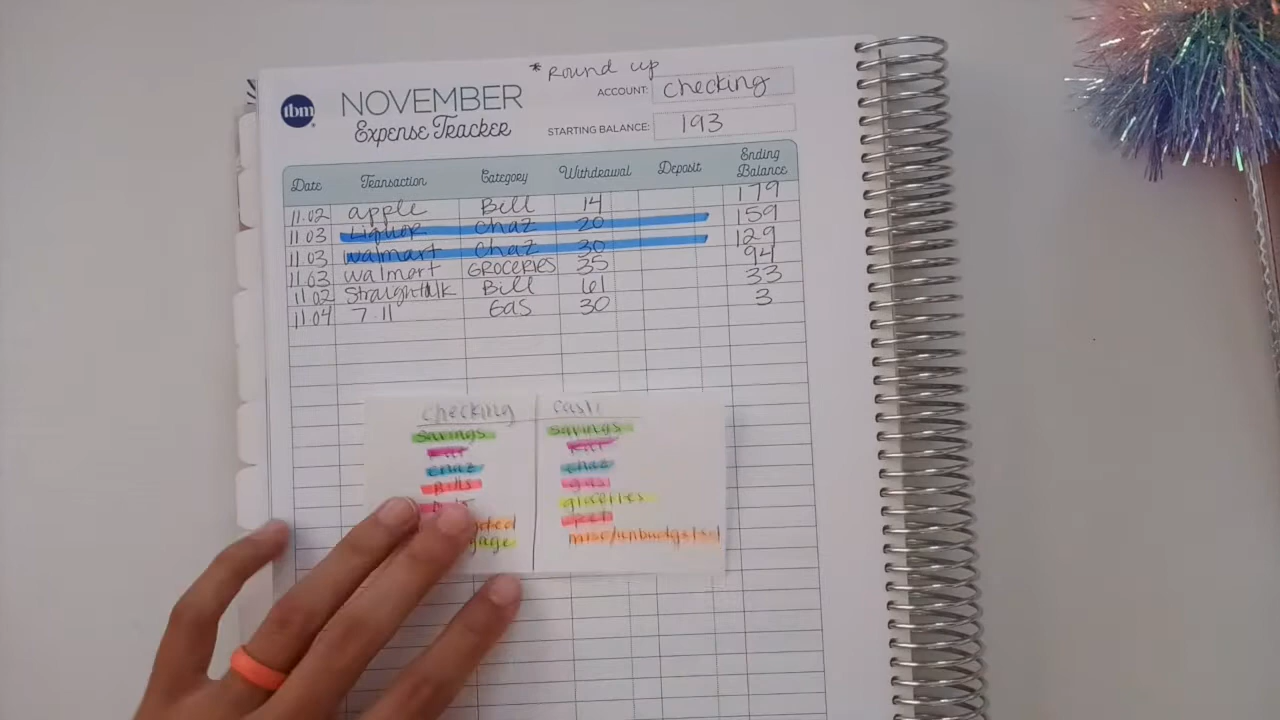 *Round up
tbm
NOVEMBER
Expense Tracker
ACCOUNT: checking
STARTING BALANCE: 193
Date Transaction Category Withdrawal Deposit Ending Balance
11.02 apple Bill 14 179
11.03 Liquor Chaz 20 159
11.03 walmart Chaz 30 129
11.03 walmart GROCERIES 35 94
11.02 Straightalk Bill 61 33
11.04 7.11 Gas 30 3
checking cash
savings savings
chaz chaz
Bills gas
groceries
pet
misc/unbudgeted